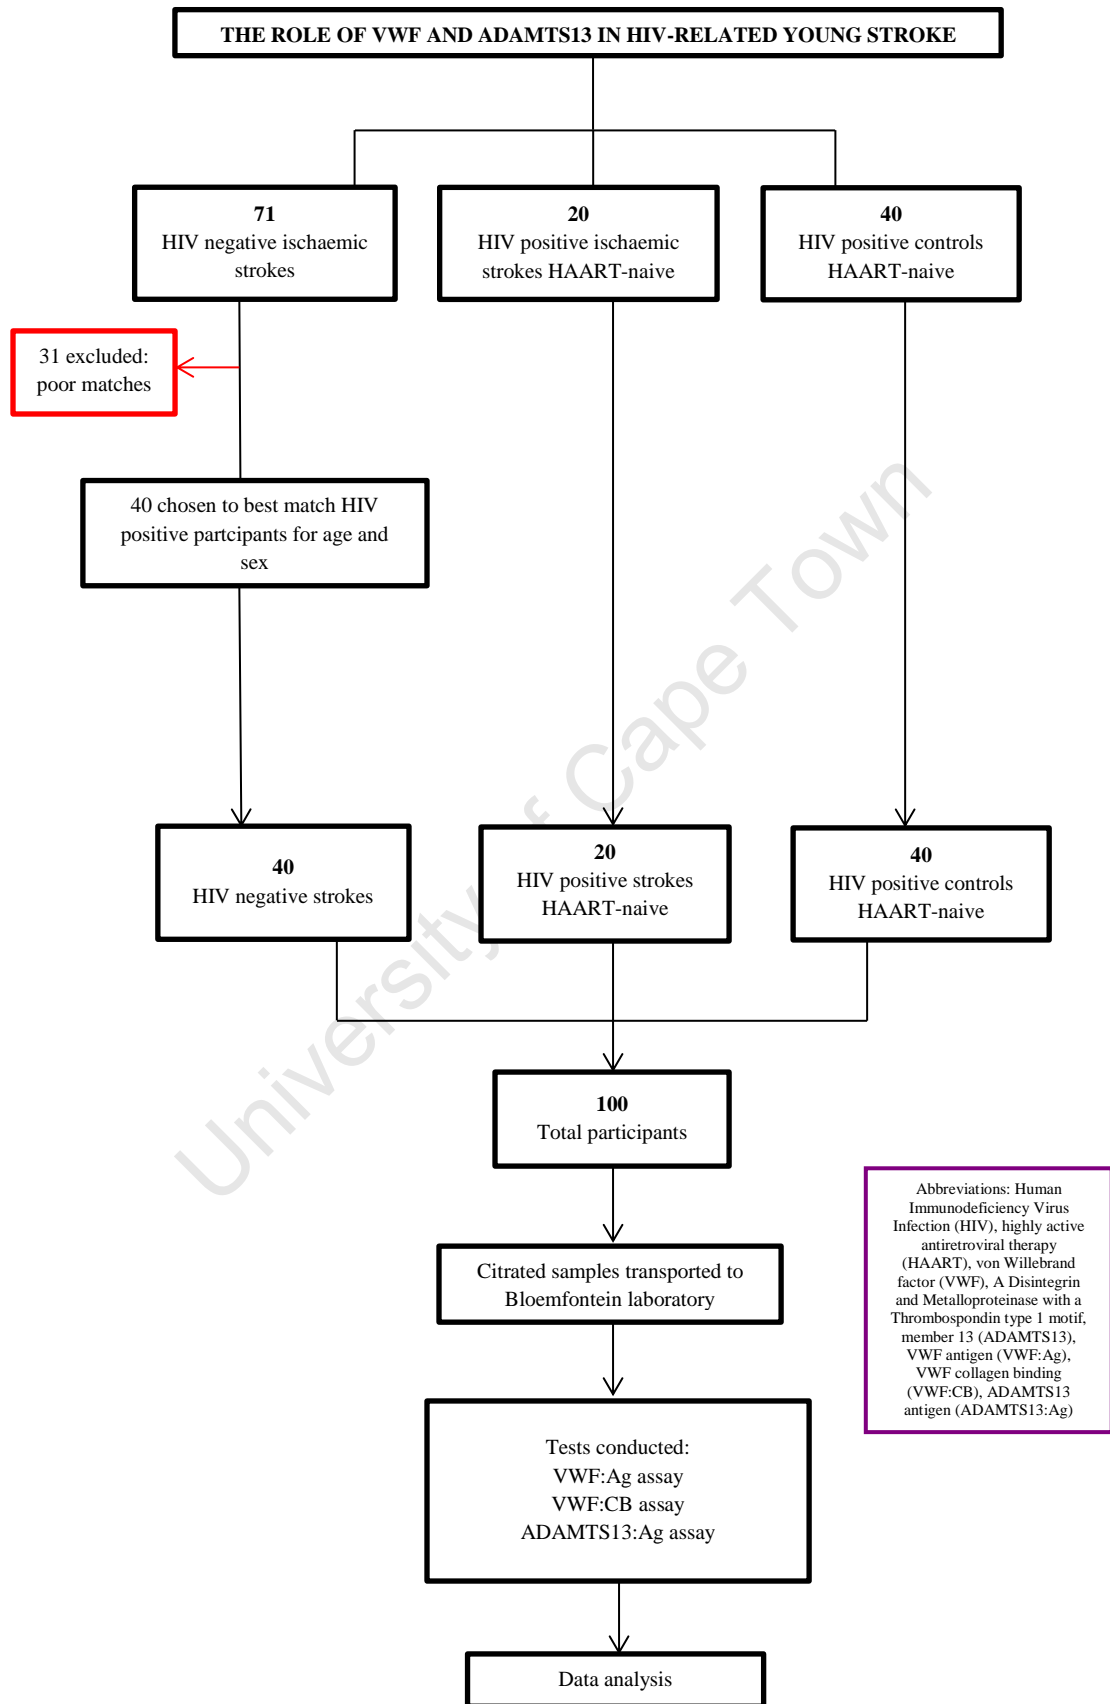 THE ROLE OF VWF AND ADAMTS13 IN HIV-RELATED YOUNG STROKE
71
HIV negative ischaemic
strokes
20
HIV positive ischaemic
strokes HAART-naive
40
HIV positive controls
HAART-naive
31 excluded:
poor matches
40 chosen to best match HIV
positive partcipants for age and
sex
40
HIV negative strokes
20
HIV positive strokes
HAART-naive
40
HIV positive controls
HAART-naive
100
Total participants
Citrated samples transported to
Bloemfontein laboratory
Tests conducted:
VWF:Ag assay
VWF:CB assay
ADAMTS13:Ag assay
Data analysis
Abbreviations: Human
Immunodeficiency Virus
Infection (HIV), highly active
antiretroviral therapy
(HAART), von Willebrand
factor (VWF), A Disintegrin
and Metalloproteinase with a
Thrombospondin type 1 motif,
member 13 (ADAMTS13),
VWF antigen (VWF:Ag),
VWF collagen binding
(VWF:CB), ADAMTS13
antigen (ADAMTS13:Ag)
University of Cape Town